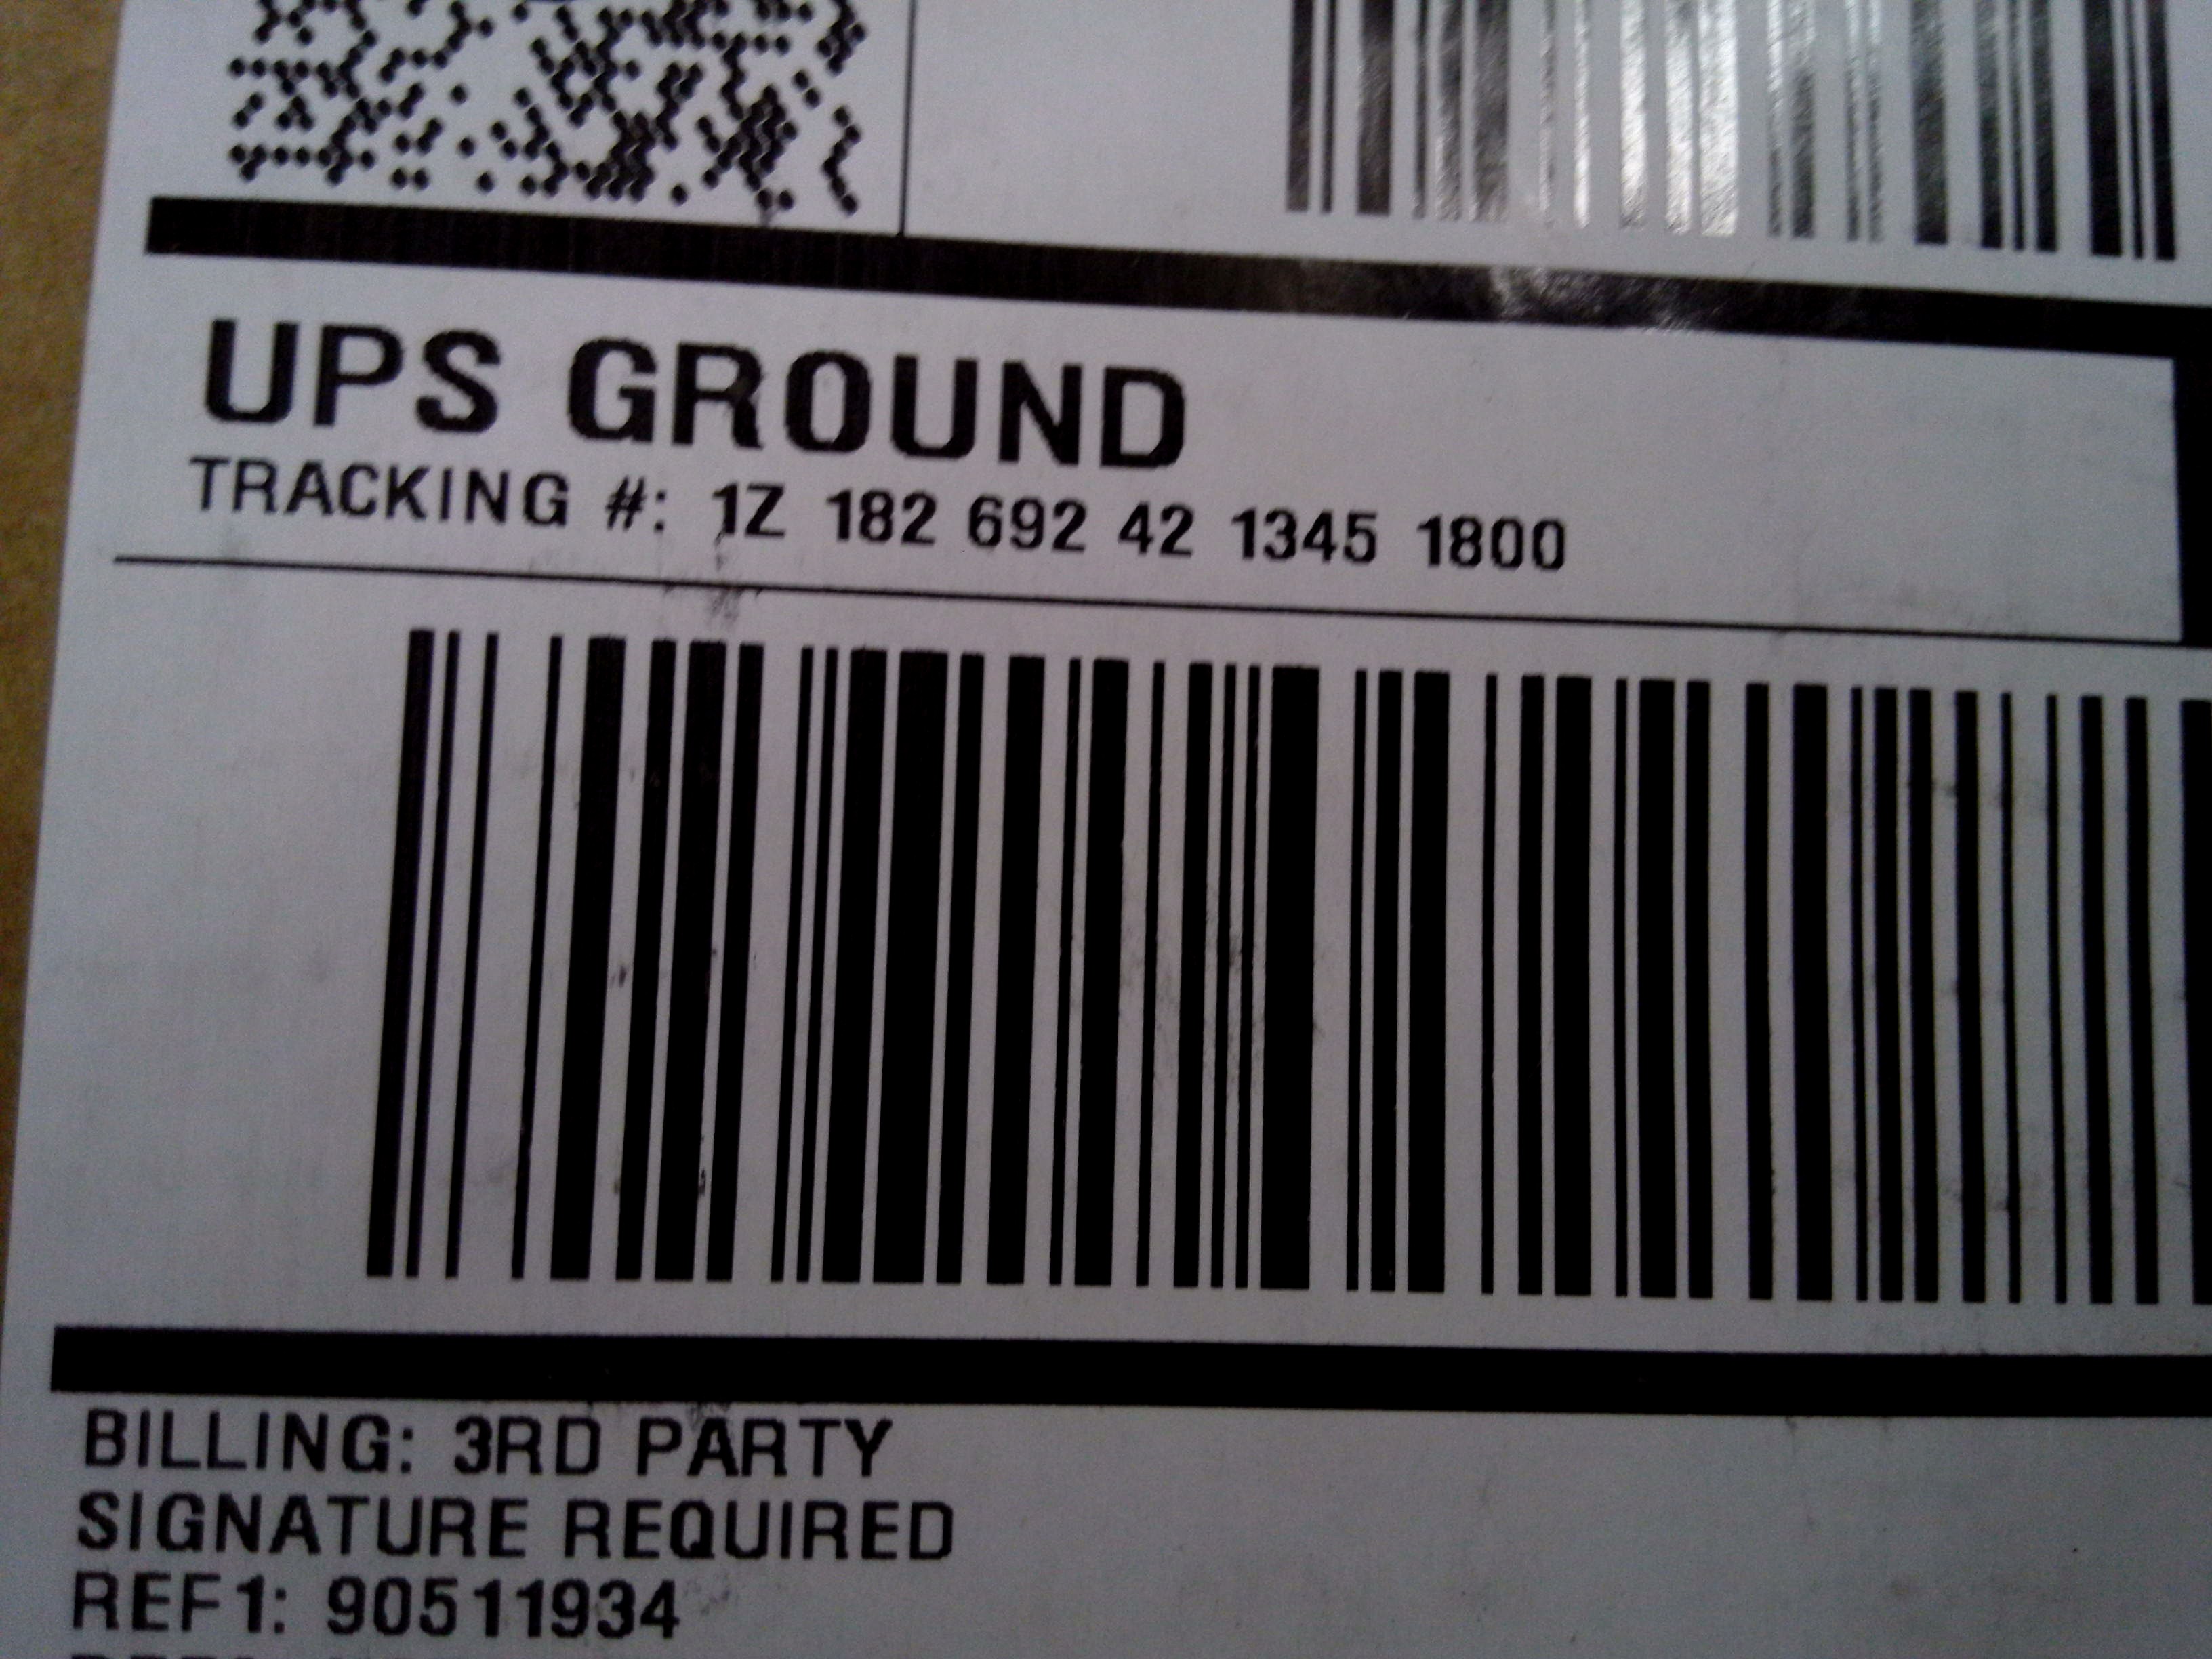 UPS GROUND
TRACKING #: 1Z 182 692 42 1345 1800
BILLING: 3RD PARTY
SIGNATURE REQUIRED
REF1: 90511934